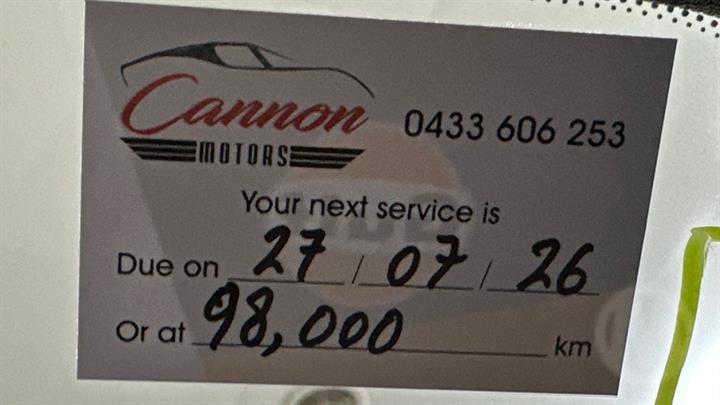 Cannon
MOTORS
0433 606 253
Your next service is
Due on 27 / 07 / 26
Or at 98,000 km